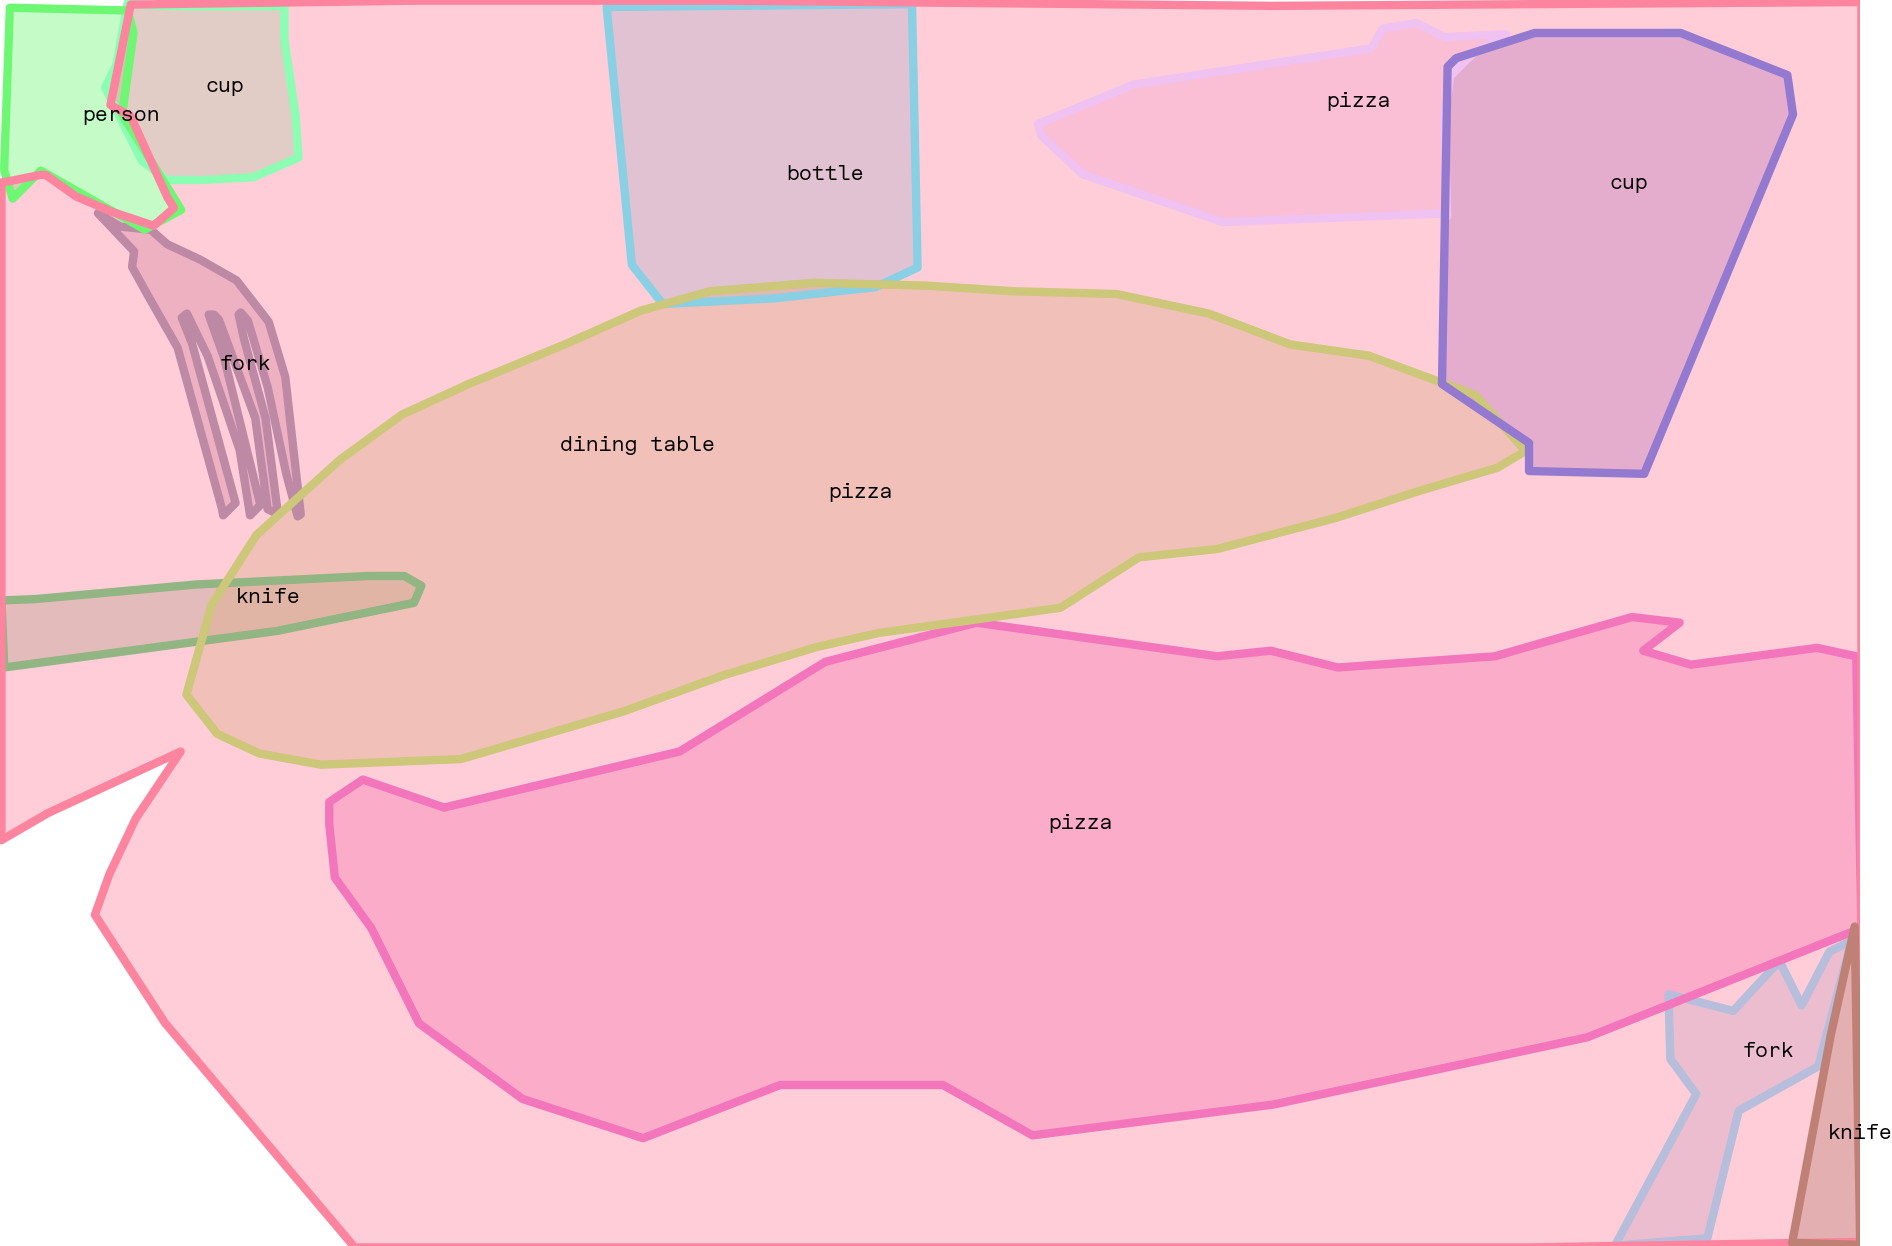 cup
person
pizza
bottle
cup
fork
dining table
pizza
knife
pizza
fork
knife